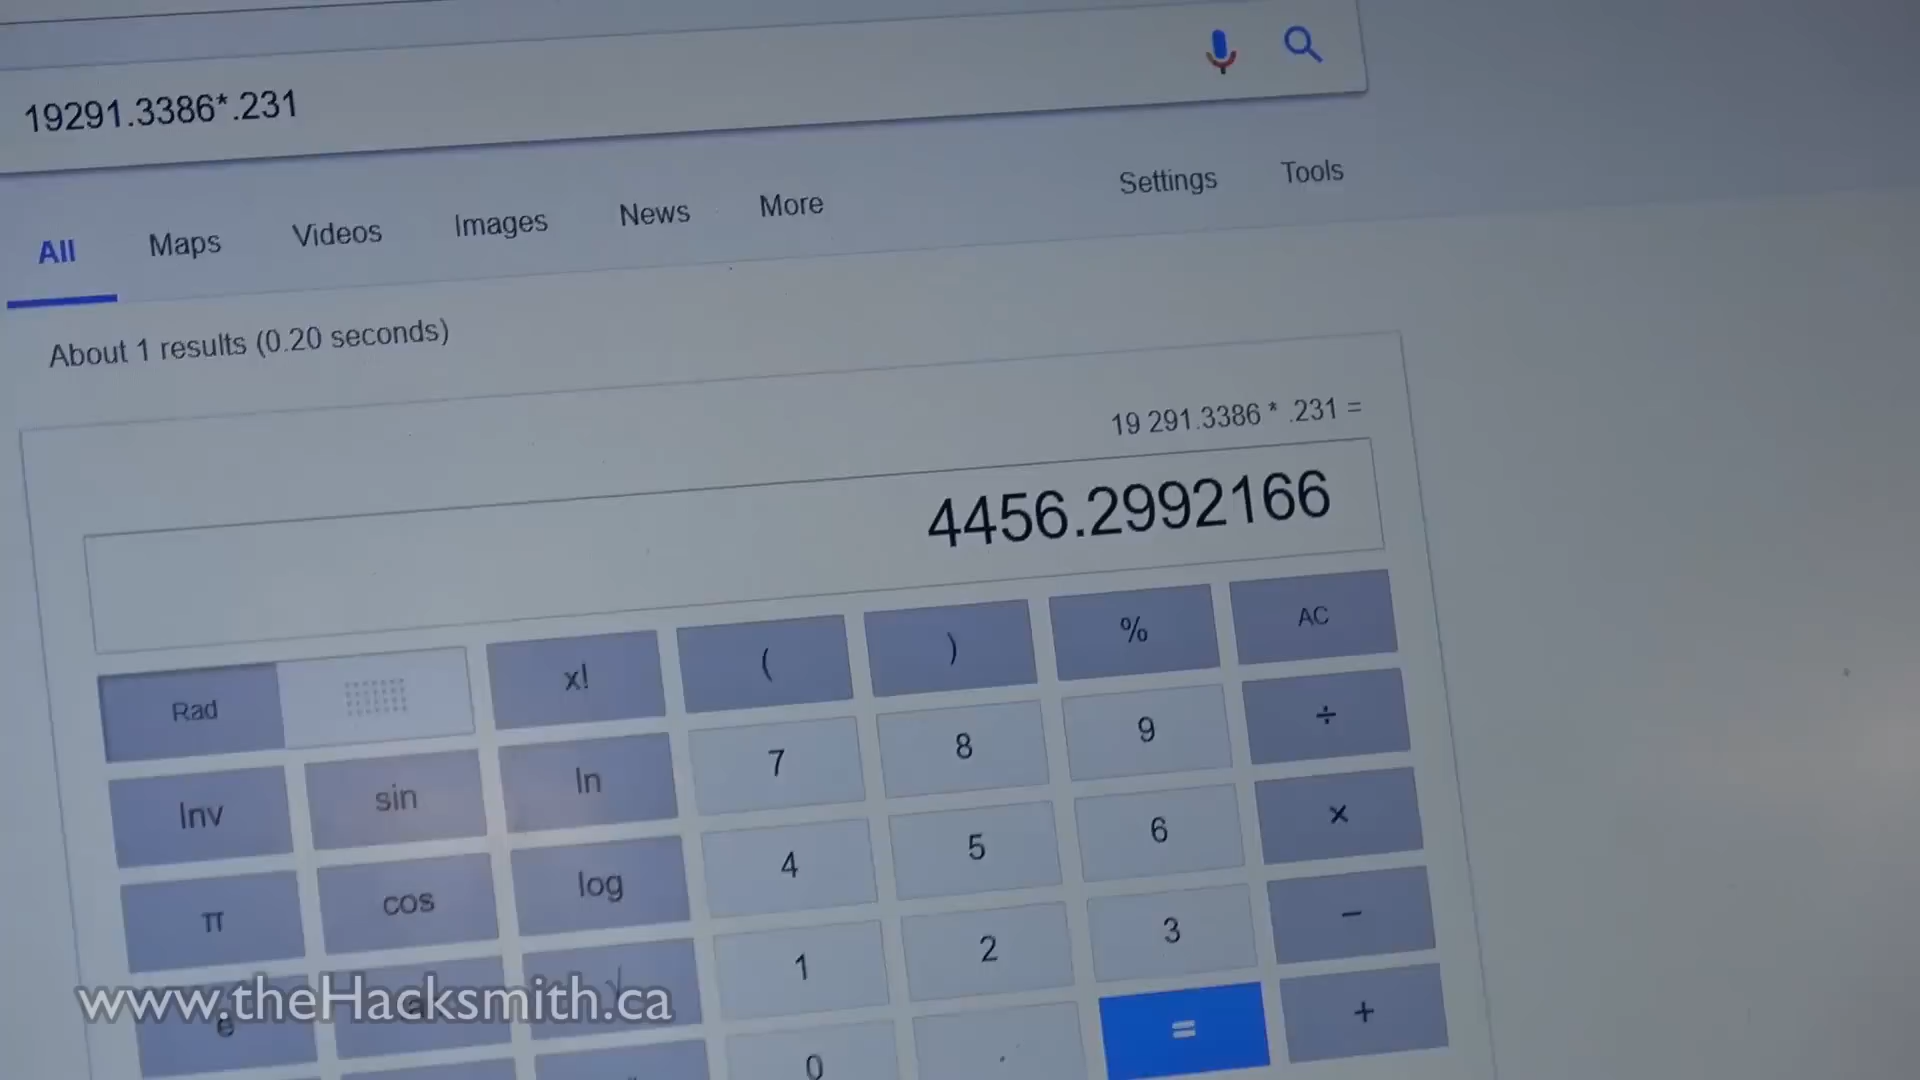 19291.3386*.231
All Maps Videos Images News More Settings Tools
About 1 results (0.20 seconds)
19 291.3386 * .231 =
4456.2992166
Rad x! ( ) % AC
Inv sin ln 7 8 9 ÷
π cos log 4 5 6 ×
e √ 1 2 3 −
0 . = +
www.theHacksmith.ca